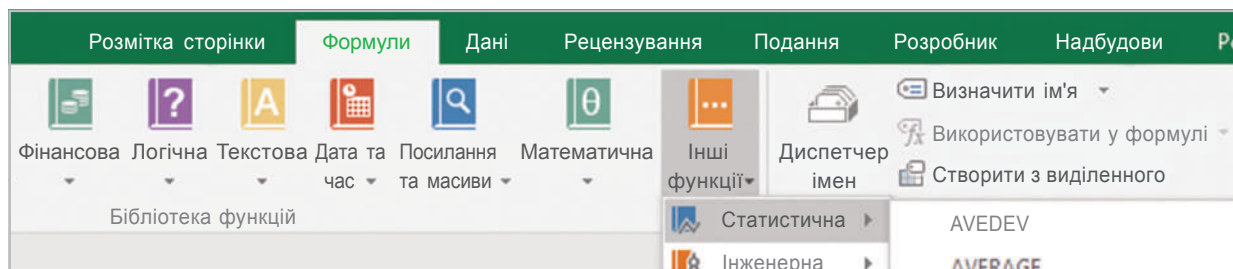 Розмітка сторінки Формули Дані Рецензування Подання Розробник Надбудови
Фінансова Логічна Текстова Дата та час Посилання та масиви Математична Інші функції Диспетчер імен
Визначити ім'я
Використовувати у формулі
Створити з виділенного
Бібліотека функцій
Статистична AVEDEV
Інженерна AVERAGE